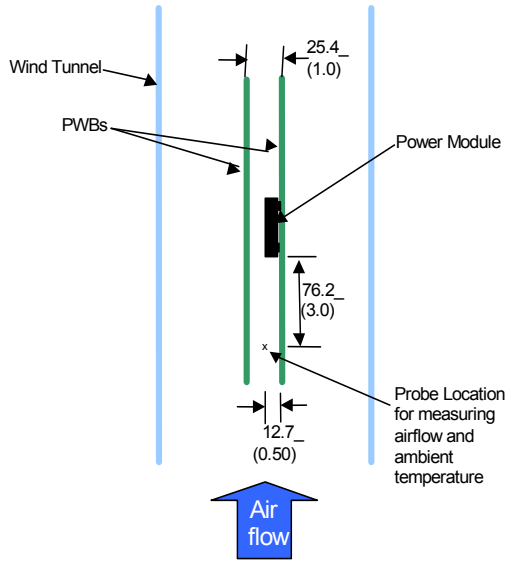 25.4_
(1.0)
Wind Tunnel
PWBs
Power Module
76.2_
(3.0)
x
Probe Location
for measuring
airflow and
ambient
temperature
12.7_
(0.50)
Air
flow